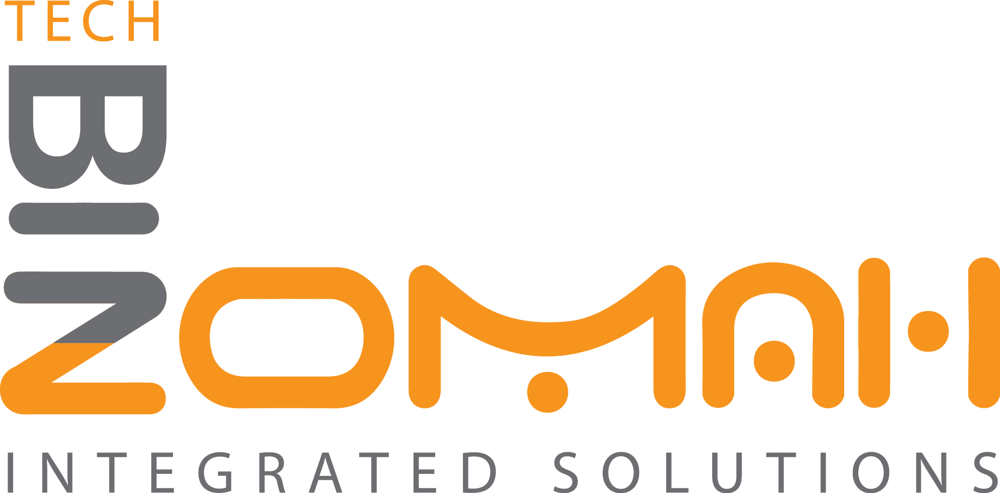 TECH
BIN
ZOMAH
INTEGRATED SOLUTIONS